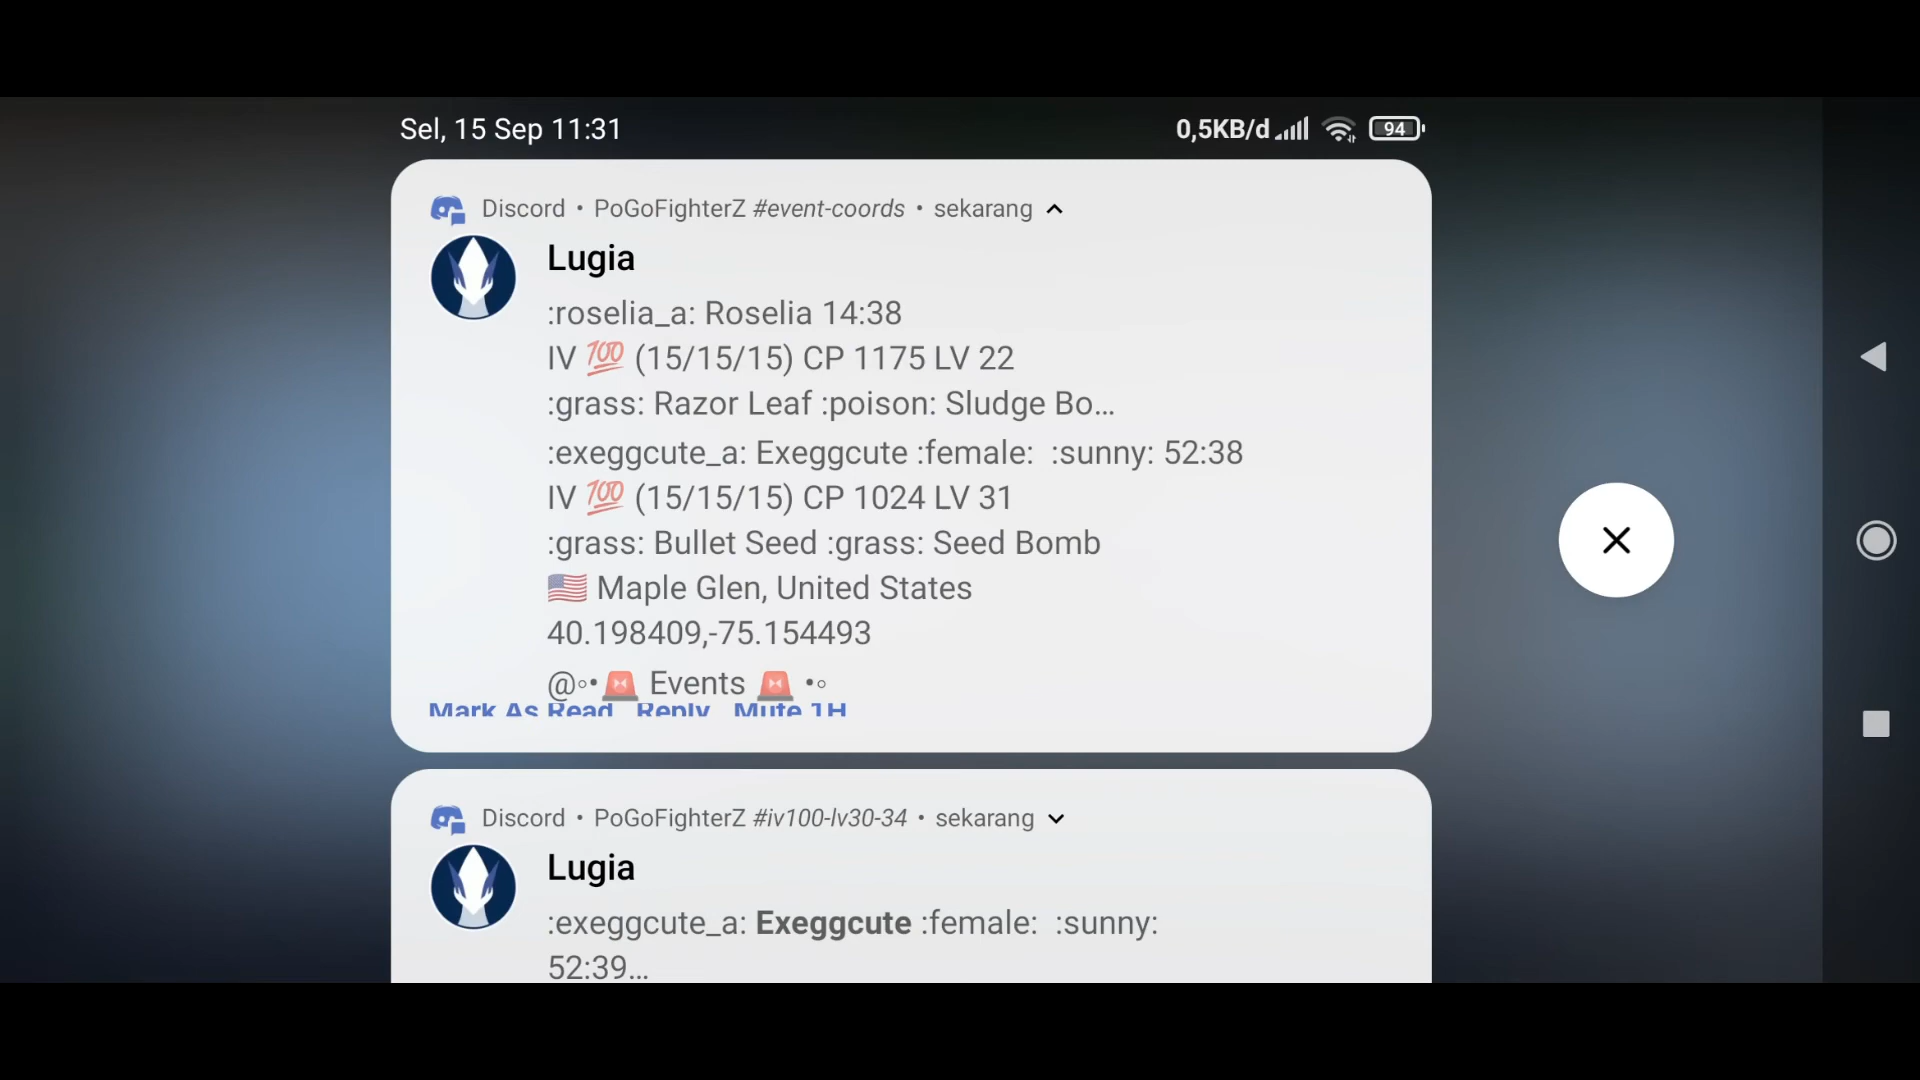 Sel, 15 Sep 11:31
0,5KB/d 94
Discord • PoGoFighterZ #event-coords • sekarang
Lugia
:roselia_a: Roselia 14:38
IV 💯 (15/15/15) CP 1175 LV 22
:grass: Razor Leaf :poison: Sludge Bo…
:exeggcute_a: Exeggcute :female: :sunny: 52:38
IV 💯 (15/15/15) CP 1024 LV 31
:grass: Bullet Seed :grass: Seed Bomb
🇺🇸 Maple Glen, United States
40.198409,-75.154493
@◦•🚨 Events 🚨 •◦
Mark As Read Reply Mute 1H
Discord • PoGoFighterZ #iv100-lv30-34 • sekarang
Lugia
:exeggcute_a: Exeggcute :female: :sunny:
52:39…